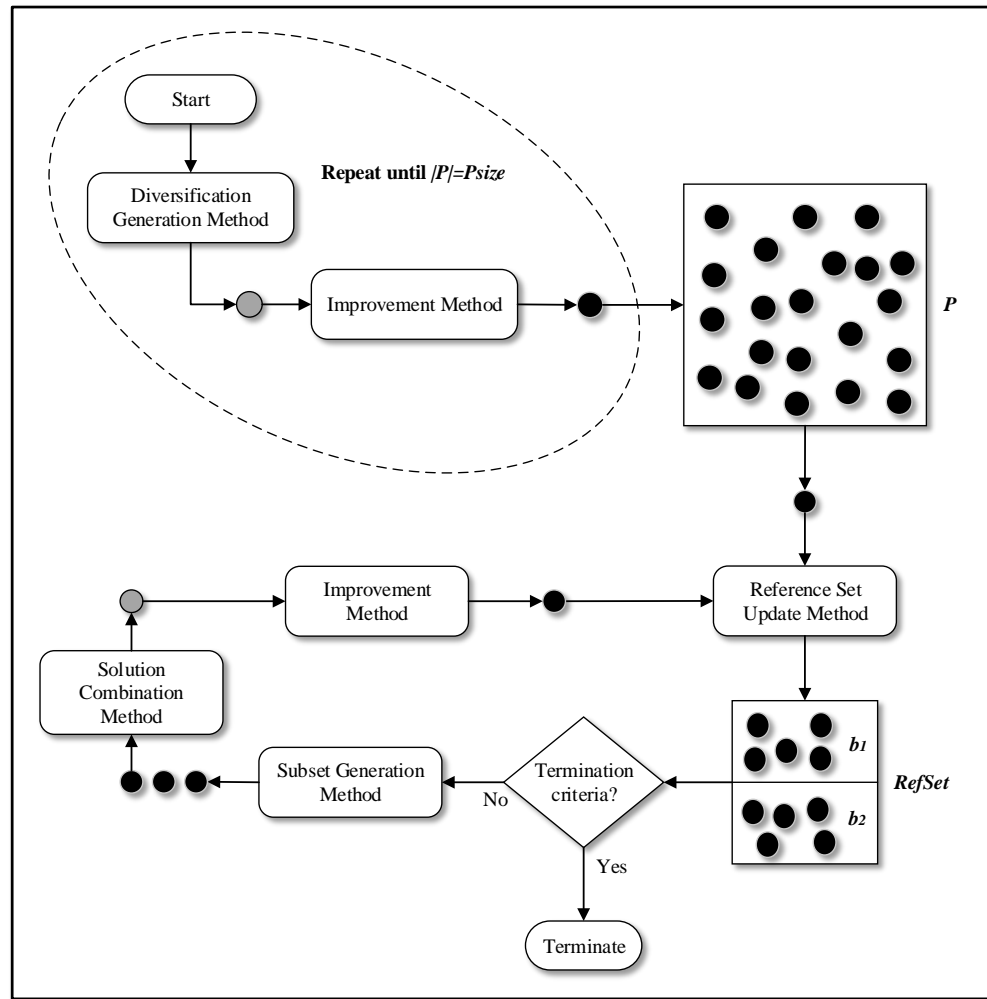 Start
Repeat until |P|=Psize
Diversification
Generation Method
Improvement Method
P
Improvement
Method
Reference Set
Update Method
Solution
Combination
Method
Subset Generation
Method
No
Termination
criteria?
Yes
b1
RefSet
b2
Terminate